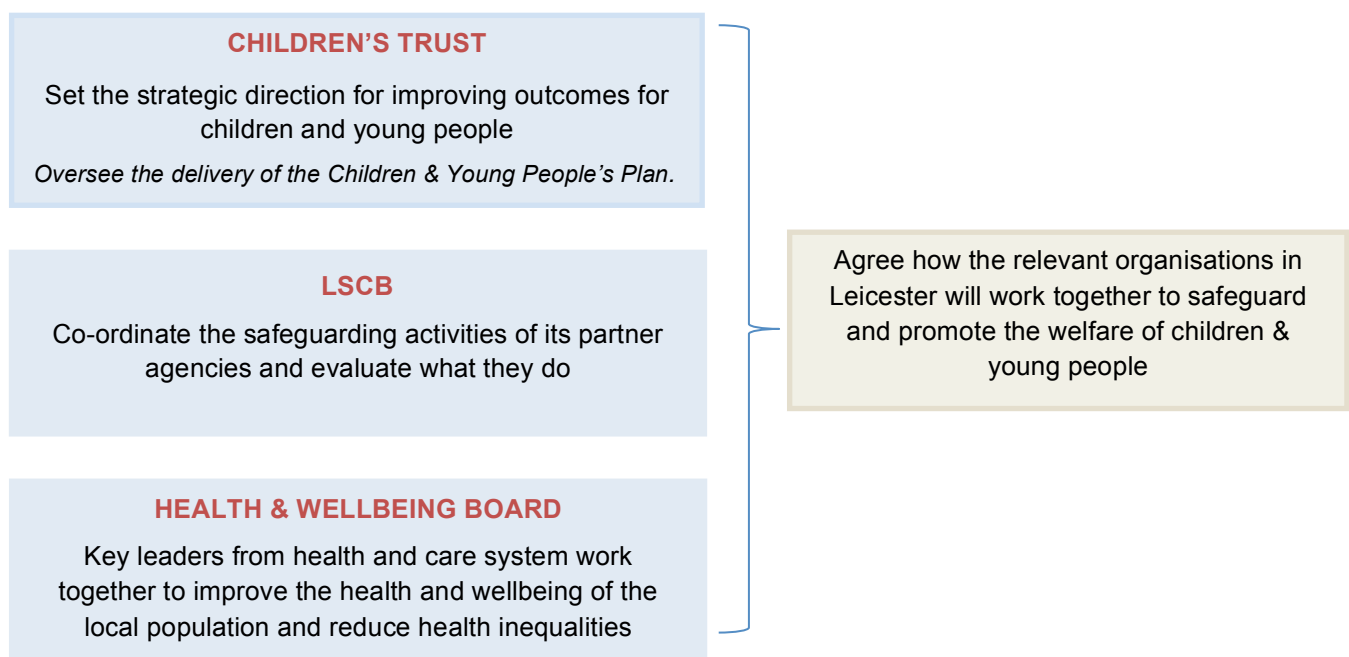 CHILDREN’S TRUST
Set the strategic direction for improving outcomes for
children and young people
Oversee the delivery of the Children & Young People’s Plan.
LSCB
Co-ordinate the safeguarding activities of its partner
agencies and evaluate what they do
HEALTH & WELLBEING BOARD
Key leaders from health and care system work
together to improve the health and wellbeing of the
local population and reduce health inequalities
Agree how the relevant organisations in
Leicester will work together to safeguard
and promote the welfare of children &
young people